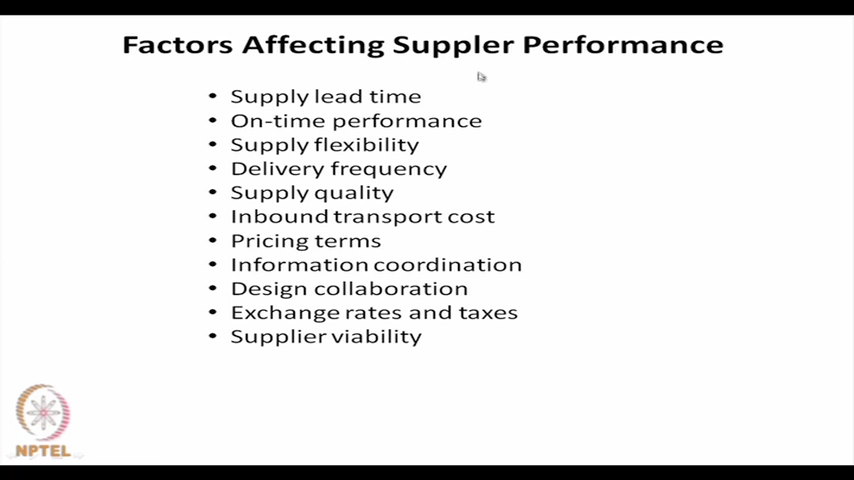 Factors Affecting Suppler Performance
• Supply lead time
• On-time performance
• Supply flexibility
• Delivery frequency
• Supply quality
• Inbound transport cost
• Pricing terms
• Information coordination
• Design collaboration
• Exchange rates and taxes
• Supplier viability
NPTEL